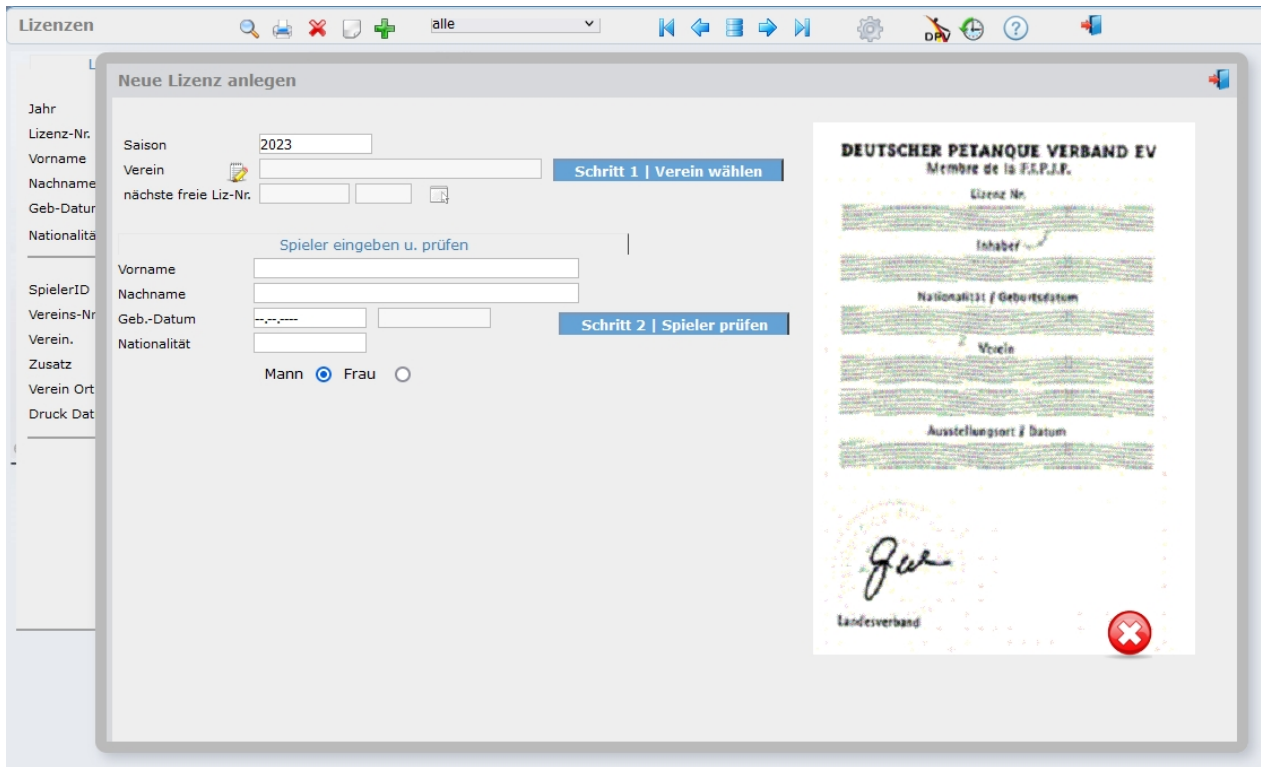 Lizenzen
alle
DPV
?
L
Neue Lizenz anlegen
Jahr
Lizenz-Nr.
Vorname
Nachname
Geb-Datur
Nationalitä
SpielerID
Vereins-Nr
Verein.
Zusatz
Verein Ort
Druck Dat
Saison 2023
Verein Schritt 1 | Verein wählen
nächste freie Liz-Nr.
Spieler eingeben u. prüfen
Vorname
Nachname
Geb.-Datum --.--.---- Schritt 2 | Spieler prüfen
Nationalität
Mann Frau
DEUTSCHER PETANQUE VERBAND EV
Membre de la F.I.P.J.P.
Lizenz Nr.
Inhaber
Nationalität / Geburtsdatum
Verein
Ausstellungsort / Datum
Landesverband